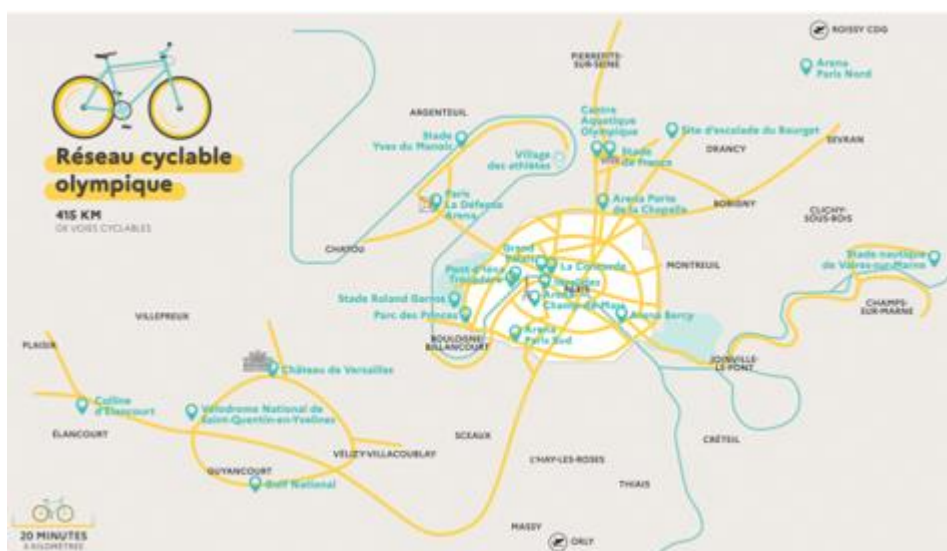 Réseau cyclable
olympique
415 KM
DE VOIES CYCLABLES
ROISSY CDG
Arena
Paris Nord
PIERREFITE-
SUR-SEINE
Centre
Aquatique
Olympique
ARGENTEUIL
Stade
Yves du Manoir
Village
des athlètes
Stade
de France
Site d'escalade du Bourget
DRANCY
SEVRAN
Paris
La Défense
Arena
Arena Porte
de la Chapelle
BOBIGNY
CLICHY-
SOUS-BOIS
CHATOU
Grand
Palais
La Concorde
Pont d'Iéna
Trocadéro
Invalides
PARIS
MONTREUIL
Stade nautique
de Vaires-sur-Marne
Stade Roland Garros
Arena
Champ de Mars
CHAMPS-
SUR-MARNE
Parc des Princes
Arena Bercy
VILLEPREUX
BOULOGNE-
BILLANCOURT
Arena
Paris Sud
PLAISIR
JOINVILLE-
LE-PONT
Château de Versailles
Colline
d'Élancourt
Vélodrome National de
Saint-Quentin-en-Yvelines
ÉLANCOURT
SCEAUX
CRÉTEIL
VÉLIZY-VILLACOUBLAY
L'HAY-LES-ROSES
GUYANCOURT
Golf National
THIAIS
20 MINUTES
MASSY
ORLY